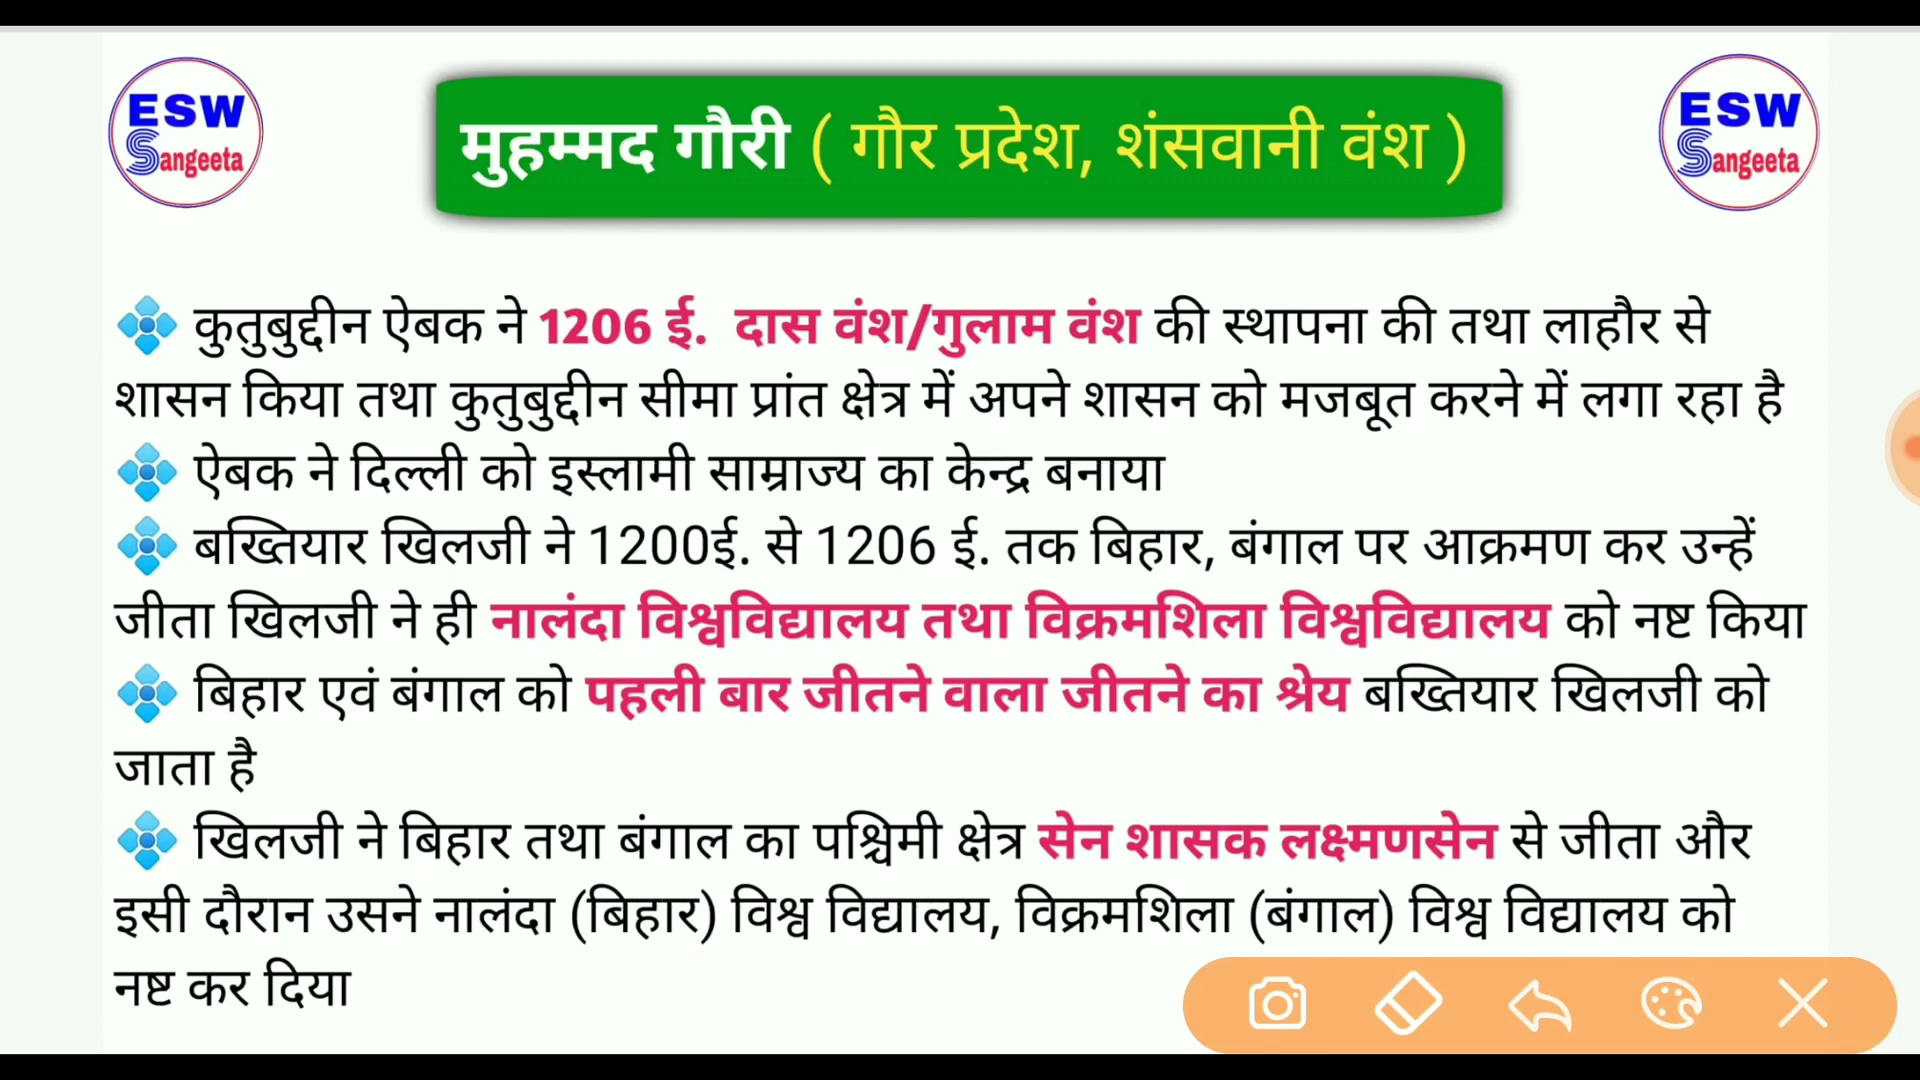 ESW
Sangeeta
मुहम्मद गौरी ( गौर प्रदेश, शंसवानी वंश )
ESW
Sangeeta
कुतुबुद्दीन ऐबक ने 1206 ई. दास वंश/गुलाम वंश की स्थापना की तथा लाहौर से
शासन किया तथा कुतुबुद्दीन सीमा प्रांत क्षेत्र में अपने शासन को मजबूत करने में लगा रहा है
ऐबक ने दिल्ली को इस्लामी साम्राज्य का केन्द्र बनाया
बख्तियार खिलजी ने 1200ई. से 1206 ई. तक बिहार, बंगाल पर आक्रमण कर उन्हें
जीता खिलजी ने ही नालंदा विश्वविद्यालय तथा विक्रमशिला विश्वविद्यालय को नष्ट किया
बिहार एवं बंगाल को पहली बार जीतने वाला जीतने का श्रेय बख्तियार खिलजी को
जाता है
खिलजी ने बिहार तथा बंगाल का पश्चिमी क्षेत्र सेन शासक लक्ष्मणसेन से जीता और
इसी दौरान उसने नालंदा (बिहार) विश्व विद्यालय, विक्रमशिला (बंगाल) विश्व विद्यालय को
नष्ट कर दिया